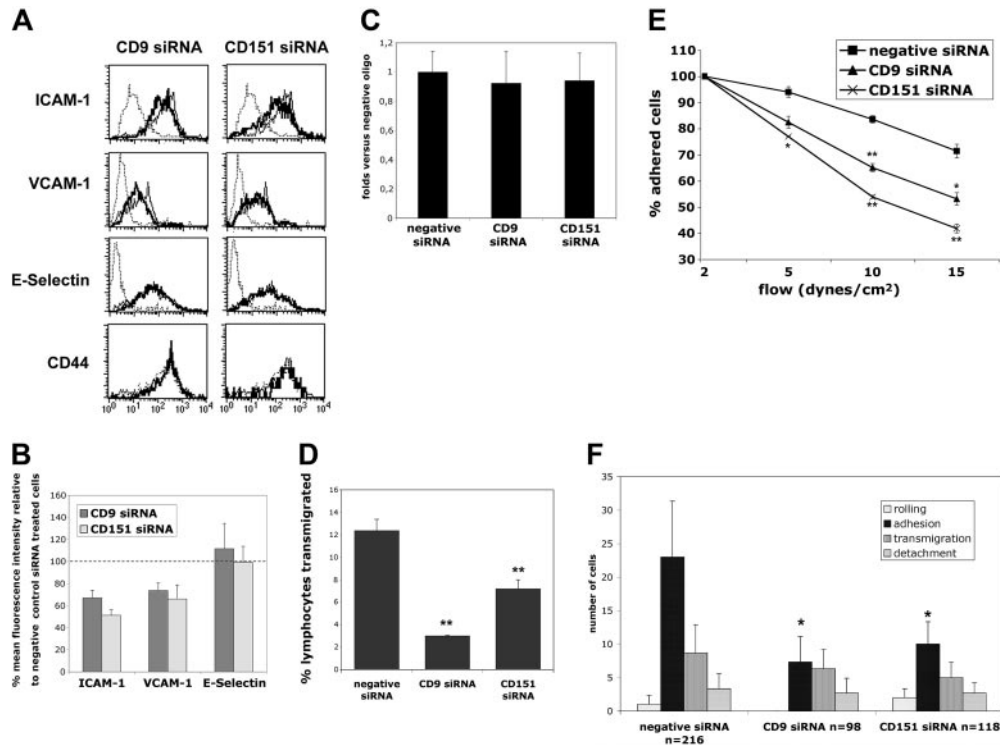 A
CD9 siRNA
CD151 siRNA
ICAM-1
VCAM-1
E-Selectin
CD44
10⁰ 10¹ 10² 10³ 10⁴
10⁰ 10¹ 10² 10³ 10⁴
B
% mean fluorescence intensity relative
to negative control siRNA treated cells
160
140
120
100
80
60
40
20
0
CD9 siRNA
CD151 siRNA
ICAM-1
VCAM-1
E-Selectin
C
folds versus negative oligo
1,2
1
0,8
0,6
0,4
0,2
0
negative
siRNA
CD9
siRNA
CD151
siRNA
D
% lymphocytes transmigrated
16
14
12
10
8
6
4
2
0
**
**
negative
siRNA
CD9 siRNA
CD151
siRNA
E
% adhered cells
110
100
90
80
70
60
50
40
30
negative siRNA
CD9 siRNA
CD151 siRNA
*
**
**
*
**
2
5
10
15
flow (dynes/cm²)
F
number of cells
35
30
25
20
15
10
5
0
rolling
adhesion
transmigration
detachment
*
*
negative siRNA
n=216
CD9 siRNA n=98
CD151 siRNA n=118